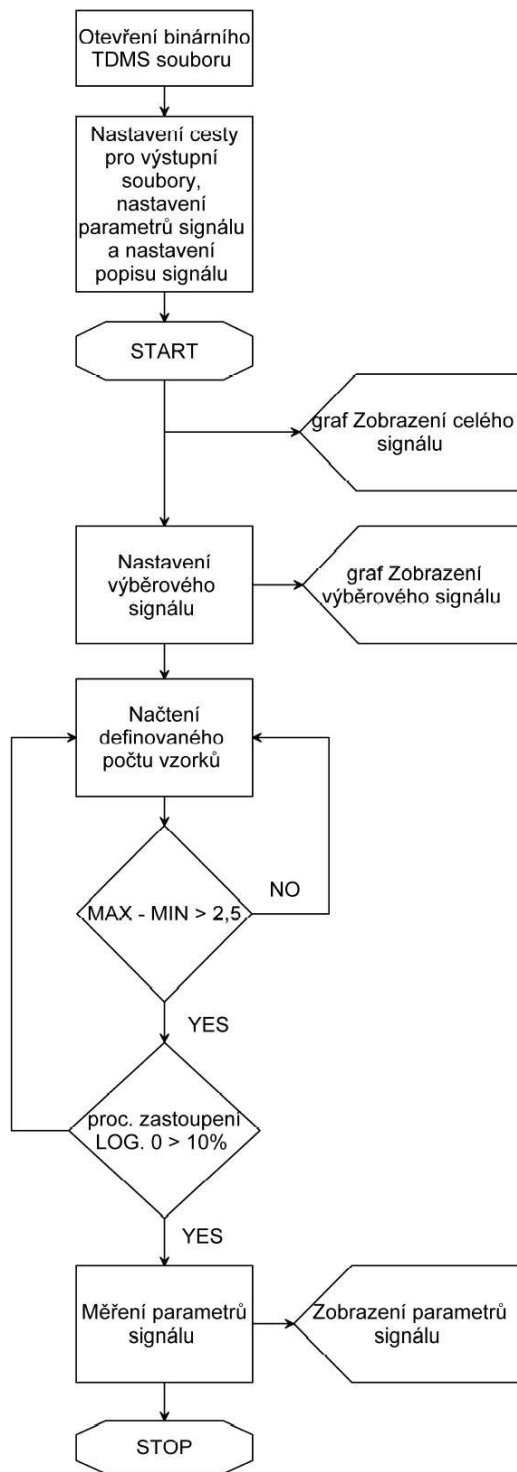 Otevření binárního
TDMS souboru
Nastavení cesty
pro výstupní
soubory,
nastavení
parametrů signálu
a nastavení
popisu signálu
START
graf Zobrazení celého
signálu
Nastavení
výběrového
signálu
graf Zobrazení
výběrového signálu
Načtení
definovaného
počtu vzorků
NO
MAX - MIN > 2,5
YES
proc. zastoupení
LOG. 0 > 10%
YES
Měření parametrů
signálu
Zobrazení parametrů
signálu
STOP